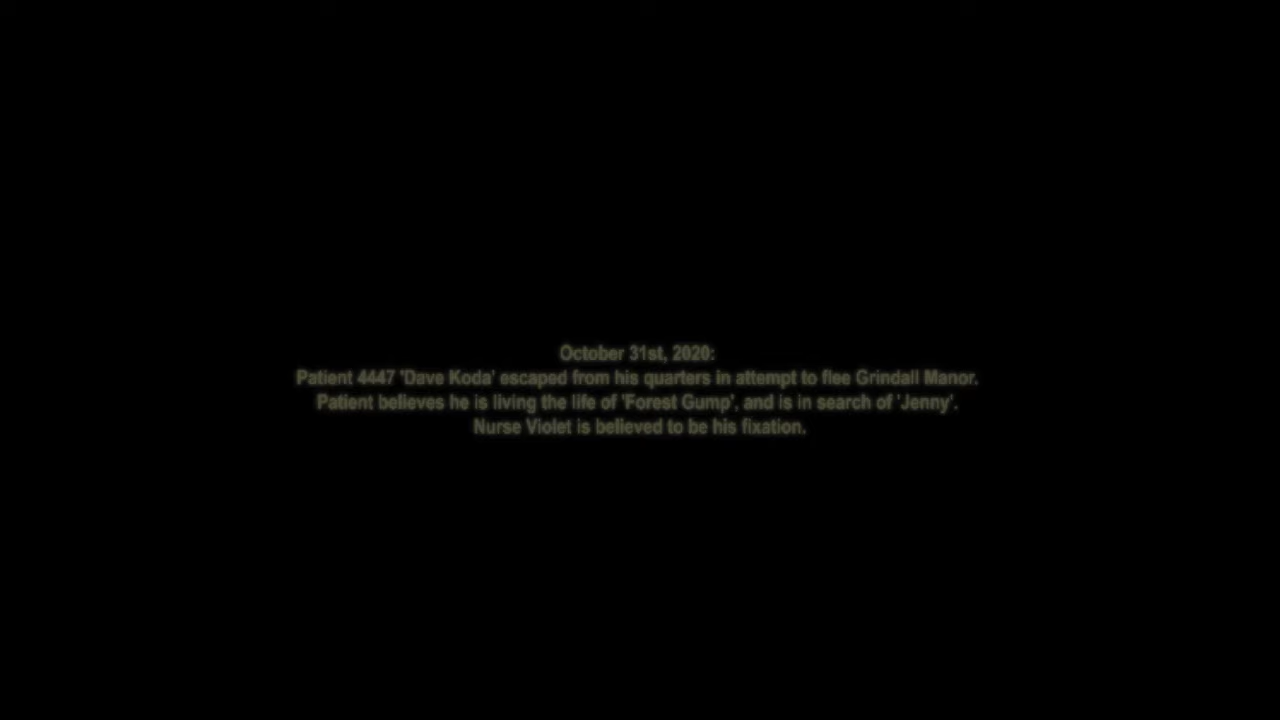 October 31st, 2020:
Patient 4447 'Dave Koda' escaped from his quarters in attempt to flee Grindall Manor.
Patient believes he is living the life of 'Forest Gump', and is in search of 'Jenny'.
Nurse Violet is believed to be his fixation.